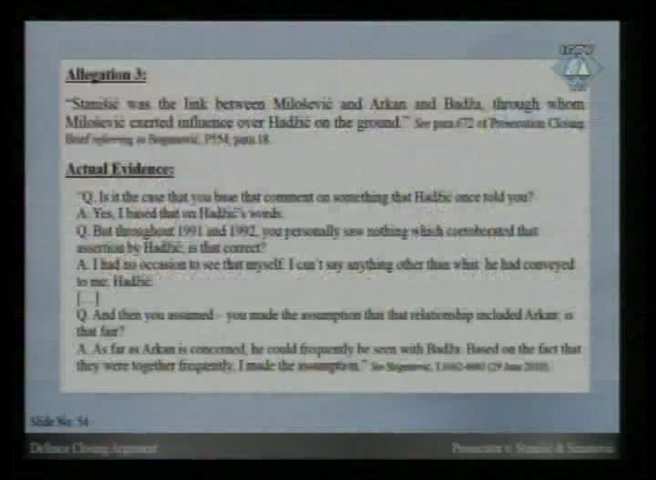 ICTY
Allegation 3:
"Stanišić was the link between Milošević and Arkan and Badža, through whom
Milošević exerted influence over Hadžić on the ground." See para.672 of Prosecution Closing
Brief referring to P554, para.18.
Actual Evidence:
"Q. Is it the case that you base that comment on something that Hadžić once told you?
A. Yes, I based that on Hadžić's words.
Q. But throughout 1991 and 1992, you personally saw nothing which corroborated that
assertion by Hadžić, is that correct?
A. I had no occasion to see that myself. I can't say anything other than what he had conveyed
to me, Hadžić.
[...]
Q. And then you assumed – you made the assumption that that relationship included Arkan; is
that fair?
A. As far as Arkan is concerned, he could frequently be seen with Badža. Based on the fact that
they were together frequently, I made the assumption." See
Slide No: 54
Defence Closing Argument
Prosecutor v. Stanišić & Simatović